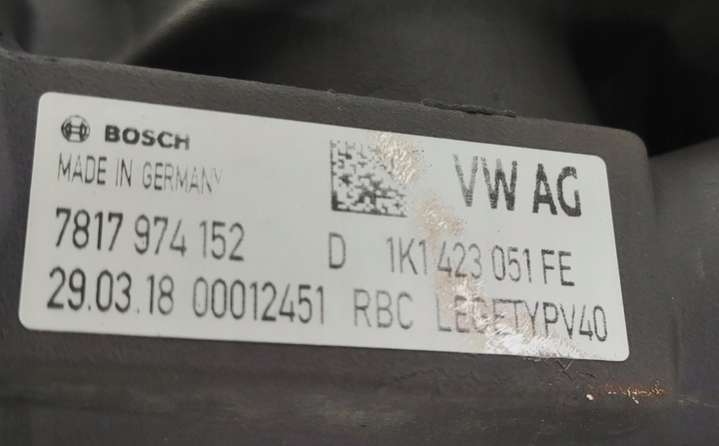 BOSCH
MADE IN GERMANY
VW AG
7817 974 152 D 1K1 423 051 FE
29.03.18 00012451 RBC